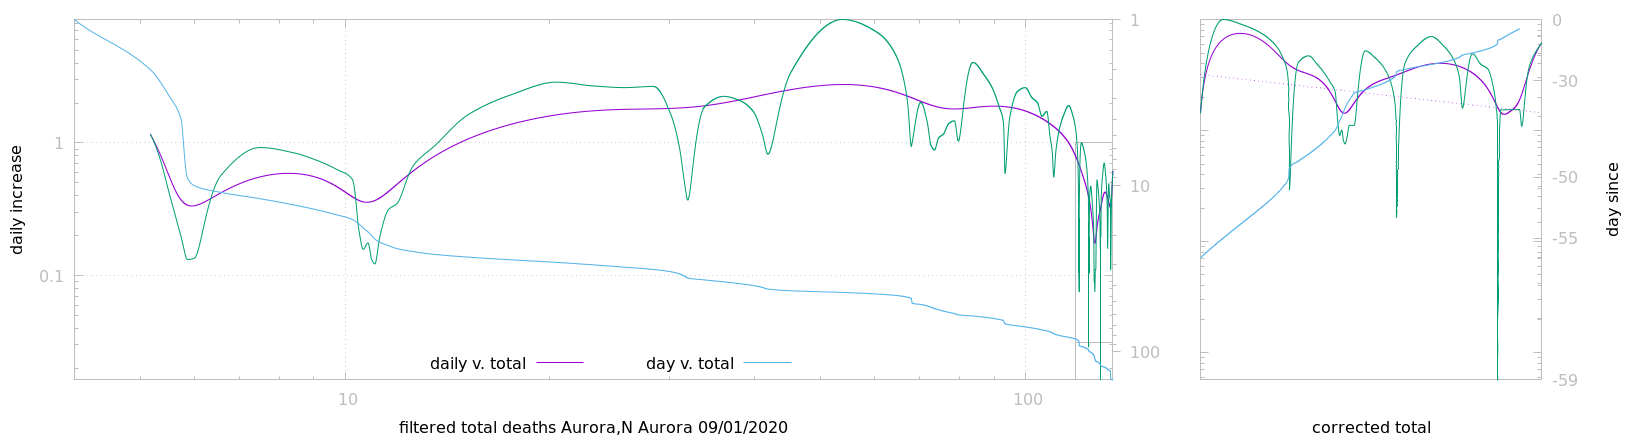 daily increase
1
0.1
10
100
filtered total deaths Aurora,N Aurora 09/01/2020
daily v. total
day v. total
1
10
100
0
-30
-50
-55
-59
day since
corrected total